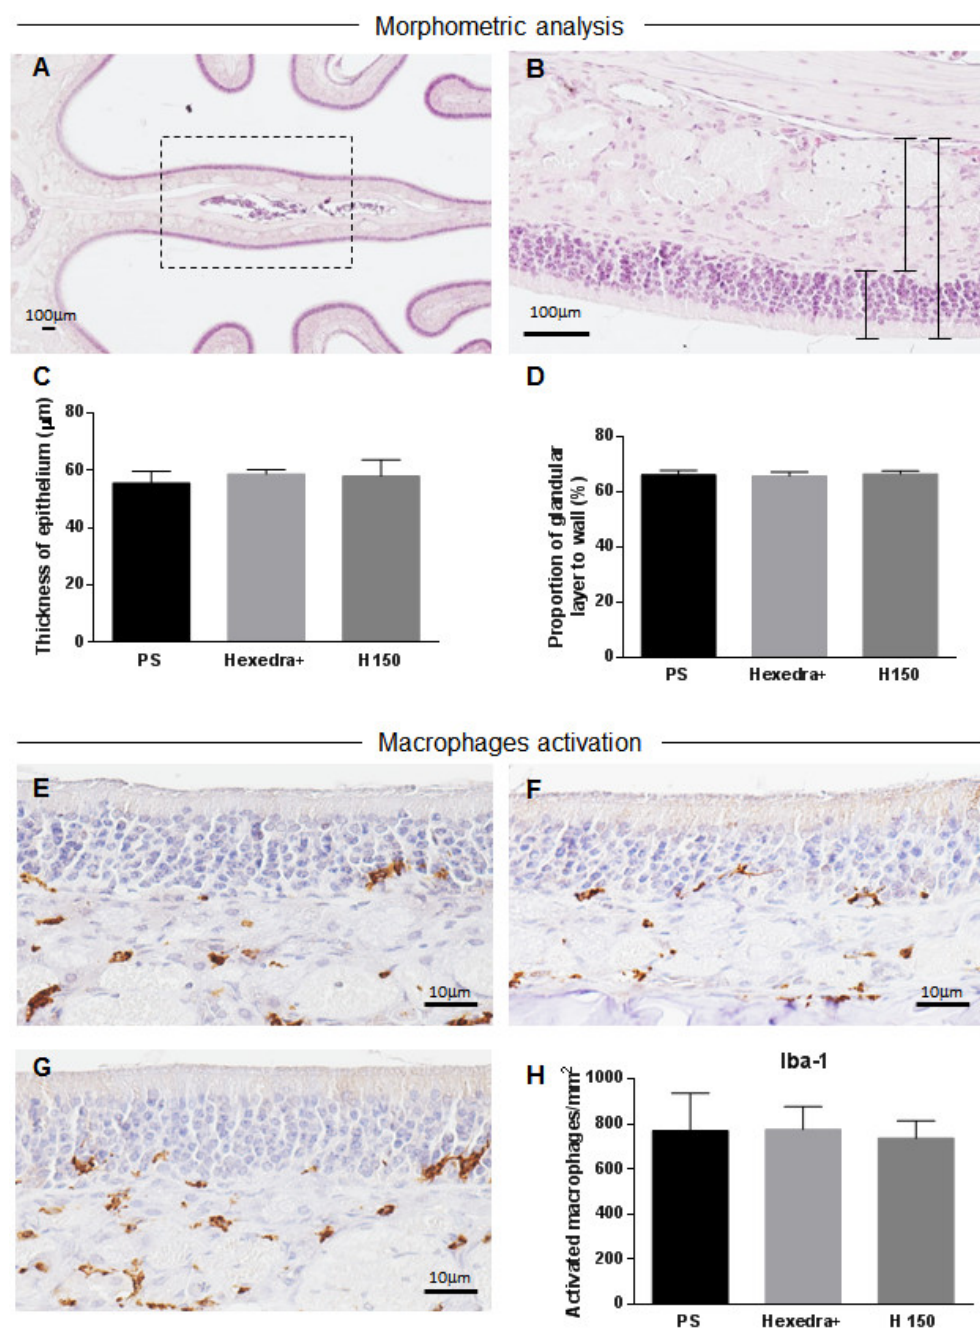 Morphometric analysis
A
B
100μm
100μm
C
D
Thickness of epithelium (μm)
80
60
40
20
0
PS
Hexedra+
H150
Proportion of glandular
layer to wall (%)
80
60
40
20
0
PS
Hexedra+
H150
Macrophages activation
E
F
10μm
10μm
G
H
10μm
Iba-1
Activated macrophages/mm²
1000
800
600
400
200
0
PS
Hexedra+
H 150